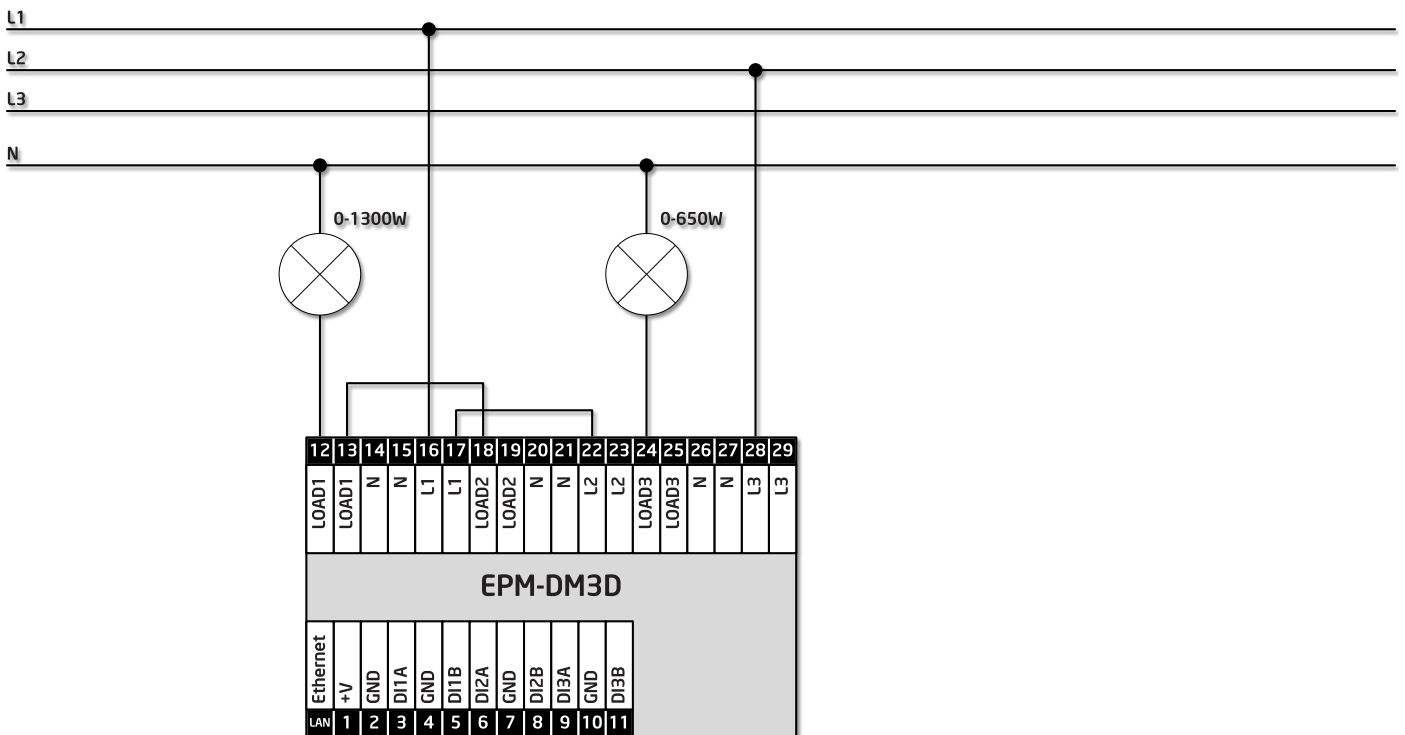 L1
L2
L3
N
0-1300W 0-650W
12 13 14 15 16 17 18 19 20 21 22 23 24 25 26 27 28 29
LOAD1 LOAD1 N N L1 L1 LOAD2 LOAD2 N N L2 L2 LOAD3 LOAD3 N N L3 L3
EPM-DM3D
Ethernet +V GND DI1A GND DI1B DI2A GND DI2B DI3A GND DI3B
LAN 1 2 3 4 5 6 7 8 9 10 11